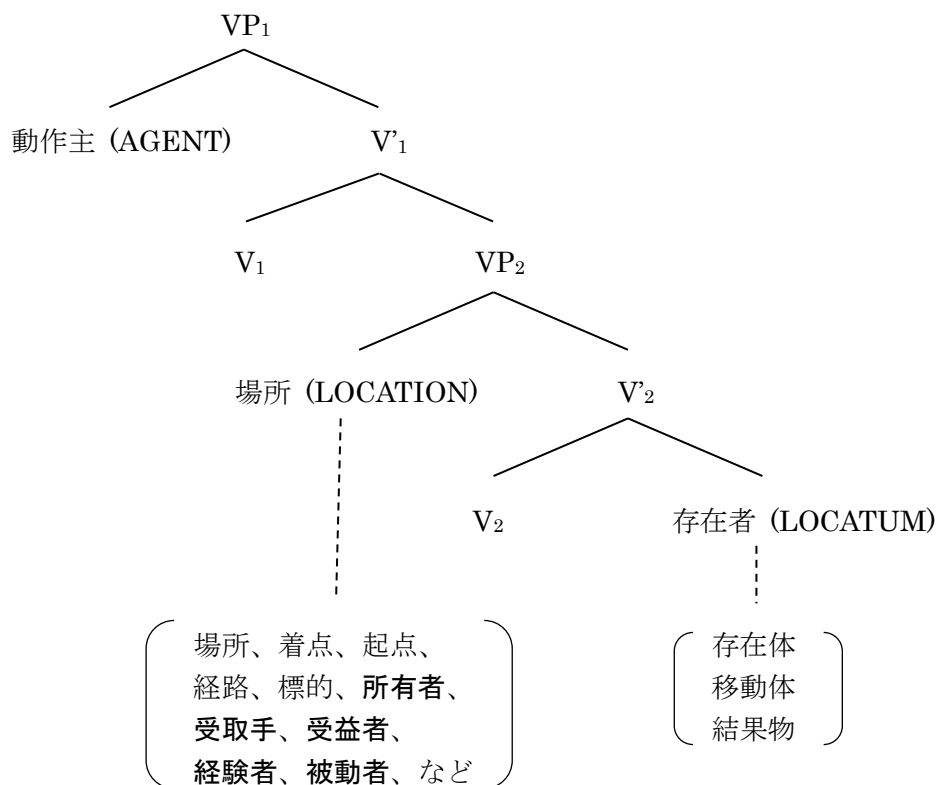 VP₁
動作主 (AGENT)
V'₁
V₁
VP₂
場所 (LOCATION)
V'₂
V₂
存在者 (LOCATUM)
場所、着点、起点、
経路、標的、所有者、
受取手、受益者、
経験者、被動者、など
存在体
移動体
結果物